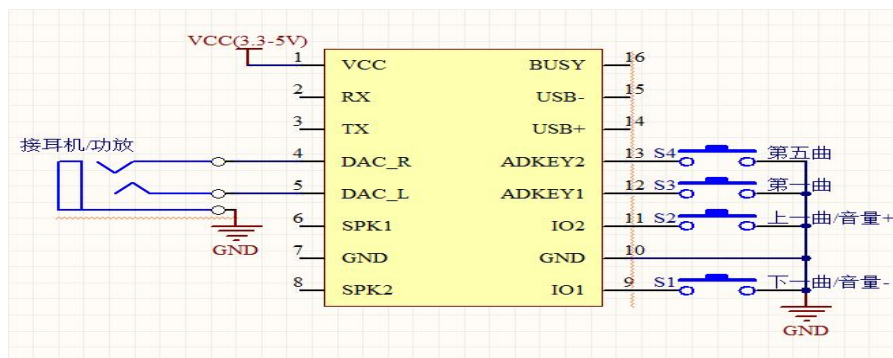 VCC(3.3-5V)
1 VCC BUSY 16
2 RX USB- 15
3 TX USB+ 14
接耳机/功放
4 DAC_R ADKEY2 13 S4 第五曲
5 DAC_L ADKEY1 12 S3 第一曲
6 SPK1 IO2 11 S2 上一曲/音量+
GND
7 GND GND 10
8 SPK2 IO1 9 S1 下一曲/音量-
GND